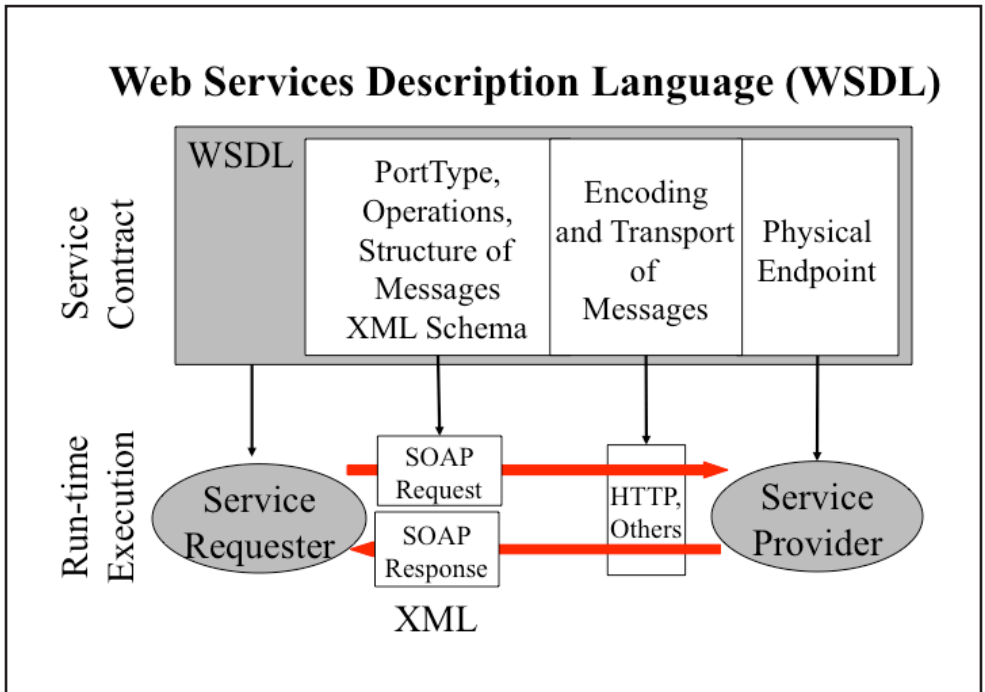 Web Services Description Language (WSDL)
Service
Contract
WSDL
PortType,
Operations,
Structure of
Messages
XML Schema
Encoding
and Transport
of
Messages
Physical
Endpoint
Run-time
Execution
Service
Requester
SOAP
Request
SOAP
Response
XML
HTTP,
Others
Service
Provider